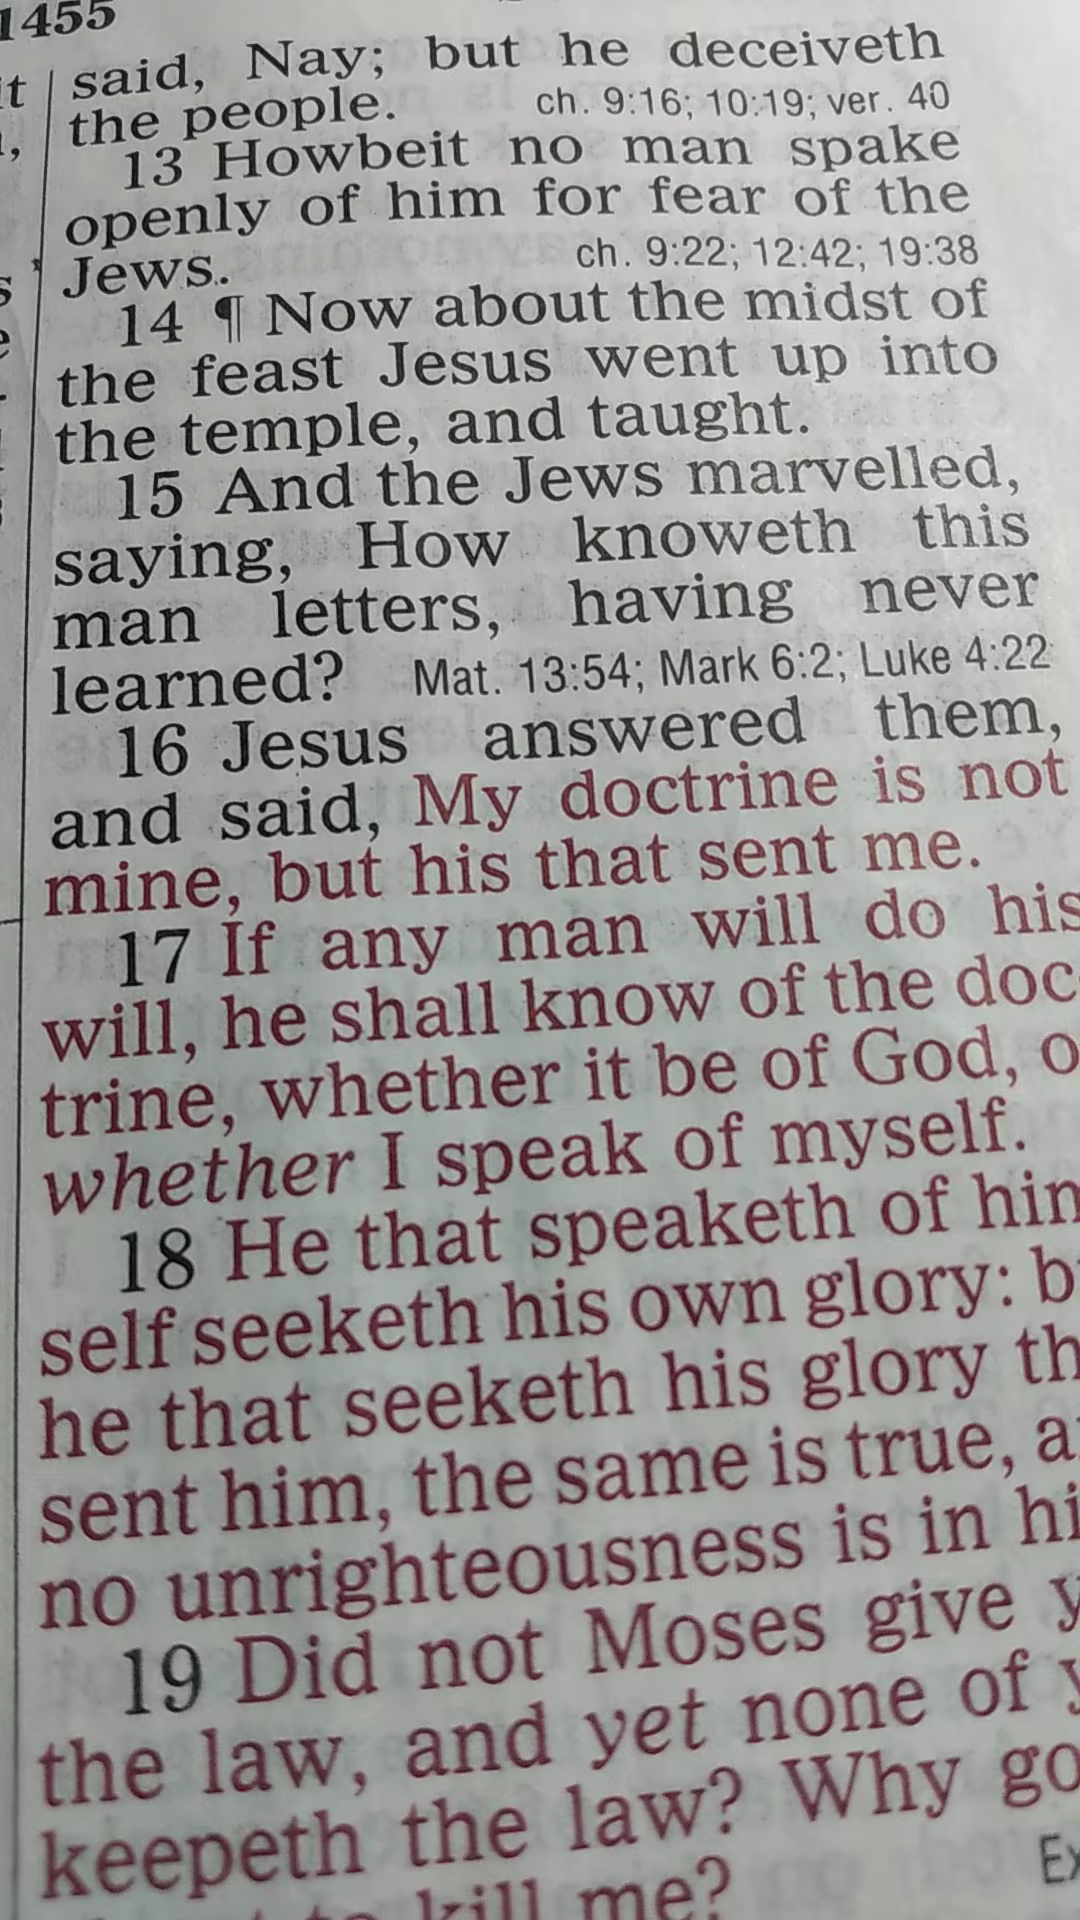 1455
said, Nay; but he deceiveth
the people. ch. 9:16; 10:19; ver. 40
13 Howbeit no man spake
openly of him for fear of the
Jews. ch. 9:22; 12:42; 19:38
14 ¶ Now about the midst of
the feast Jesus went up into
the temple, and taught.
15 And the Jews marvelled,
saying, How knoweth this
man letters, having never
learned? Mat. 13:54; Mark 6:2; Luke 4:22
16 Jesus answered them,
and said, My doctrine is not
mine, but his that sent me.
17 If any man will do his
will, he shall know of the doc
trine, whether it be of God, o
whether I speak of myself.
18 He that speaketh of him
self seeketh his own glory: b
he that seeketh his glory th
sent him, the same is true, a
no unrighteousness is in hi
19 Did not Moses give y
the law, and yet none of y
keepeth the law? Why go
Ex
kill me?